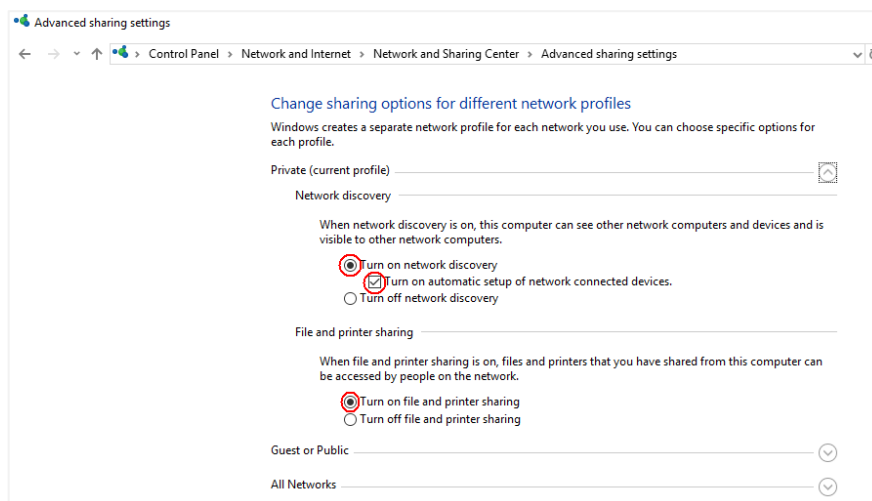 Advanced sharing settings
Control Panel > Network and Internet > Network and Sharing Center > Advanced sharing settings
Change sharing options for different network profiles
Windows creates a separate network profile for each network you use. You can choose specific options for
each profile.
Private (current profile)
Network discovery
When network discovery is on, this computer can see other network computers and devices and is
visible to other network computers.
Turn on network discovery
Turn on automatic setup of network connected devices.
Turn off network discovery
File and printer sharing
When file and printer sharing is on, files and printers that you have shared from this computer can
be accessed by people on the network.
Turn on file and printer sharing
Turn off file and printer sharing
Guest or Public
All Networks